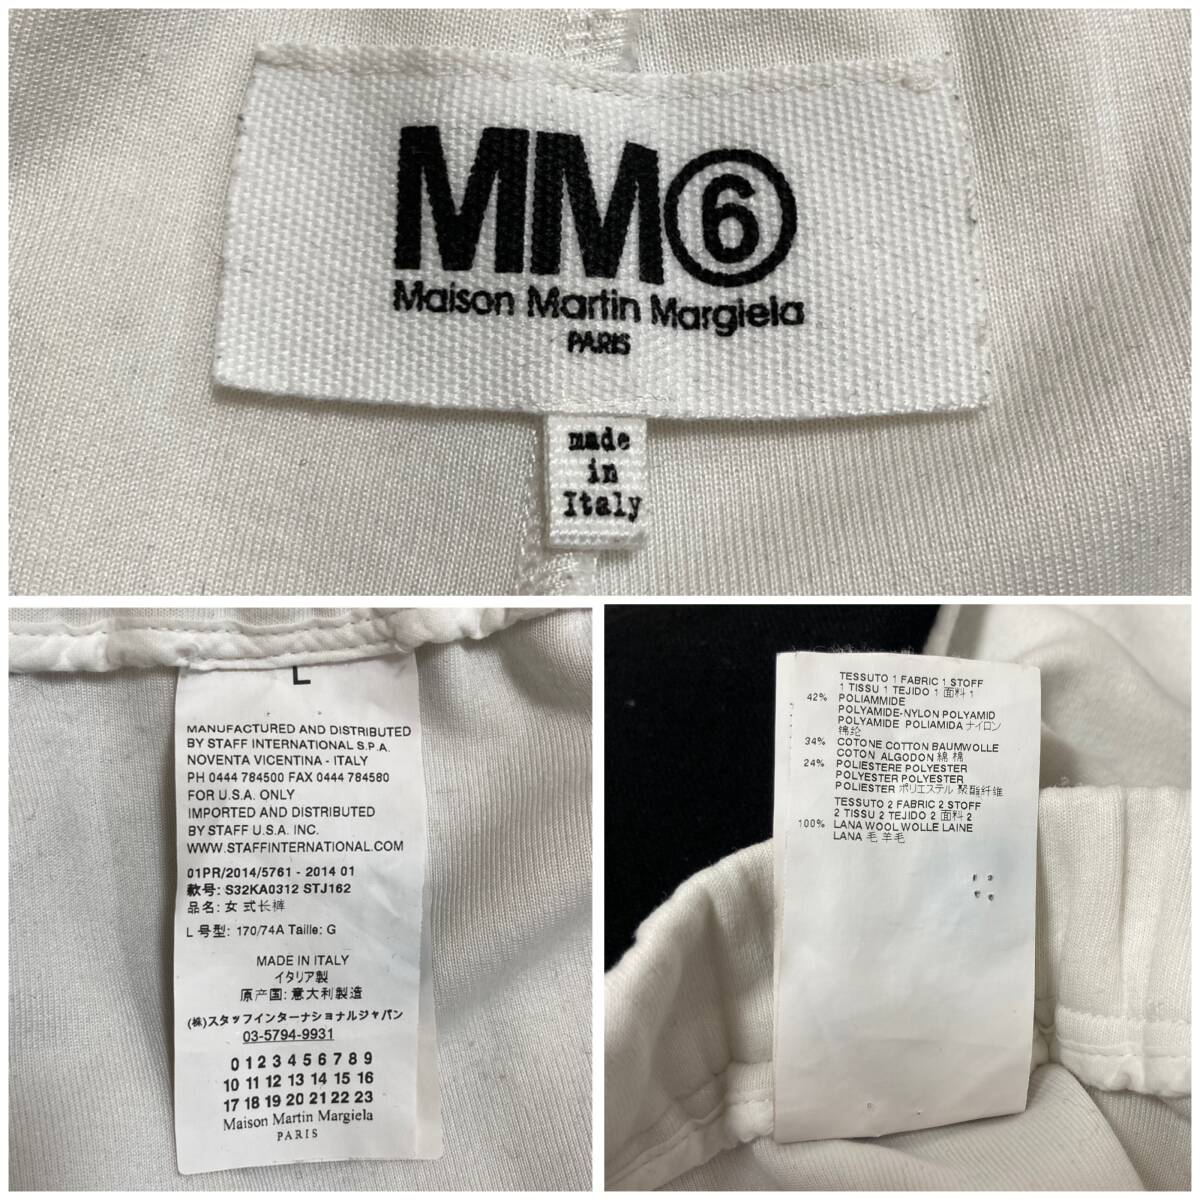 MM⑥
Maison Martin Margiela
PARIS
made
in
Italy
L
MANUFACTURED AND DISTRIBUTED
BY STAFF INTERNATIONAL S.P.A.
NOVENTA VICENTINA - ITALY
PH 0444 784500 FAX 0444 784580
FOR U.S.A. ONLY
IMPORTED AND DISTRIBUTED
BY STAFF U.S.A. INC.
WWW.STAFFINTERNATIONAL.COM
01PR/2014/5761 - 2014 01
款号: S32KA0312 STJ162
品名: 女式长裤
L 号型: 170/74A Taille: G
MADE IN ITALY
イタリア製
原产国: 意大利製造
(株)スタッフインターナショナルジャパン
03-5794-9931
0 1 2 3 4 5 6 7 8 9
10 11 12 13 14 15 16
17 18 19 20 21 22 23
Maison Martin Margiela
PARIS
TESSUTO 1 FABRIC 1 STOFF
1 TISSU 1 TEJIDO 1 面料 1
42% POLIAMMIDE
POLYAMIDE-NYLON POLYAMID
POLYAMIDE POLIAMIDA ナイロン
棉纶
34% COTONE COTTON BAUMWOLLE
COTON ALGODON 綿 棉
24% POLIESTERE POLYESTER
POLYESTER POLYESTER
POLIESTER ポリエステル 聚酯纤维
TESSUTO 2 FABRIC 2 STOFF
2 TISSU 2 TEJIDO 2 面料 2
100% LANA WOOL WOLLE LAINE
LANA 毛 羊毛